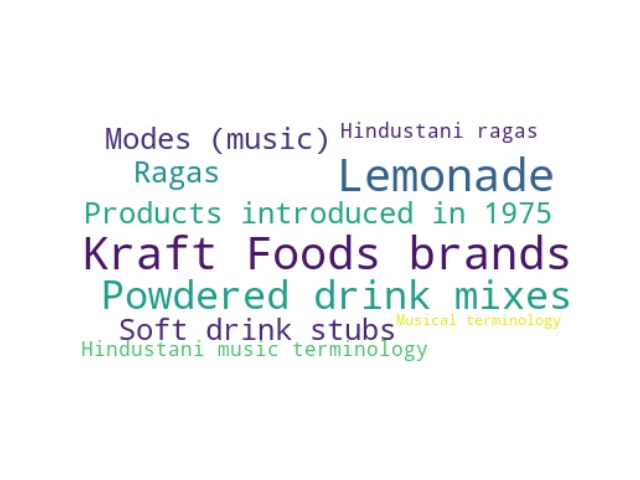 Modes (music)
Hindustani ragas
Ragas
Lemonade
Products introduced in 1975
Kraft Foods brands
Powdered drink mixes
Soft drink stubs
Musical terminology
Hindustani music terminology